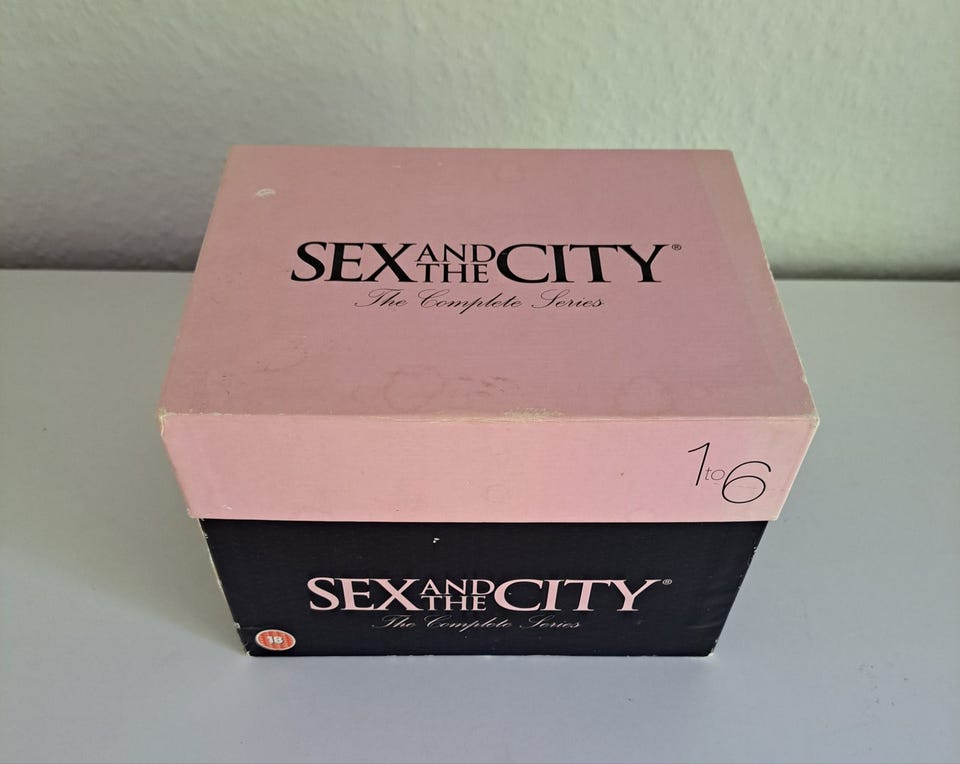 SEX AND THE CITY®
The Complete Series
1 to 6
SEX AND THE CITY®
The Complete Series
18